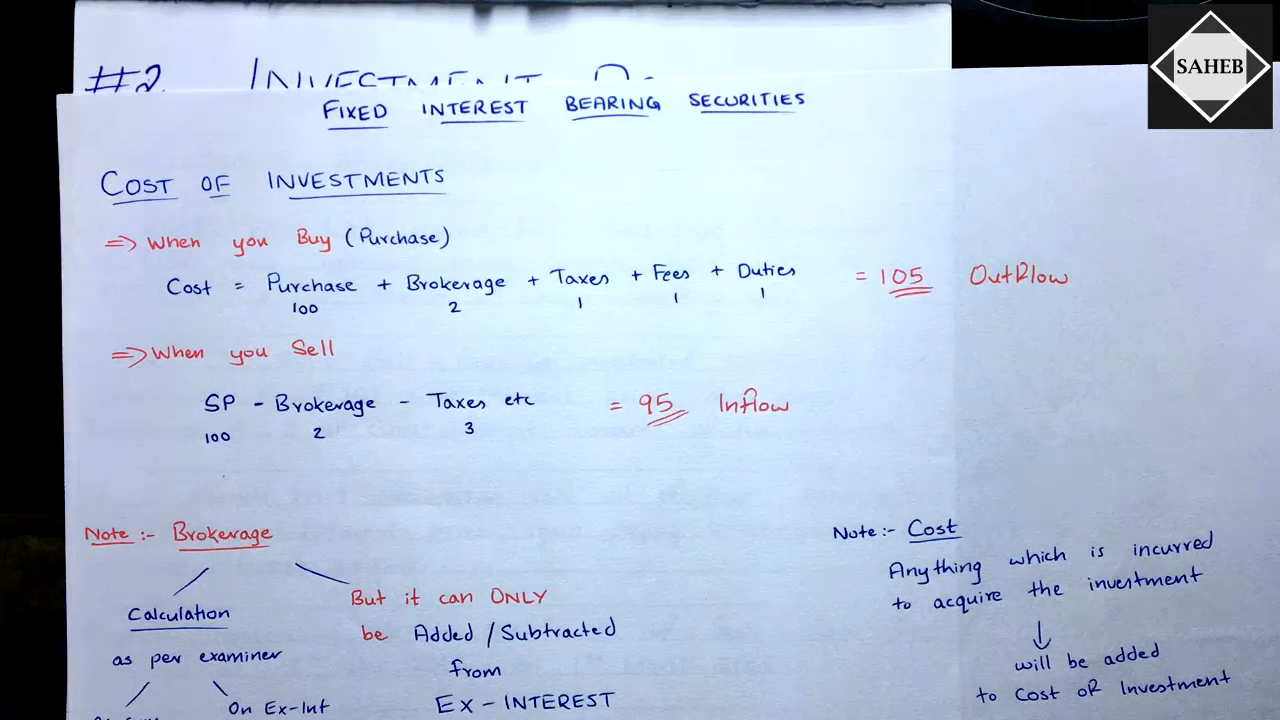 SAHEB
#2
FIXED INTEREST BEARING SECURITIES
COST OF INVESTMENTS
⇒ When you Buy (Purchase)
Cost = Purchase + Brokerage + Taxes + Fees + Duties = 105 Outflow
100 2 1 1 1
⇒ When you Sell
SP - Brokerage - Taxes etc = 95 Inflow
100 2 3
Note :- Brokerage
Calculation
as per examiner
On Ex-Int
But it can ONLY
be Added / Subtracted
from
EX - INTEREST
Note :- Cost
Anything which is incurred
to acquire the investment
↓
will be added
to Cost of Investment